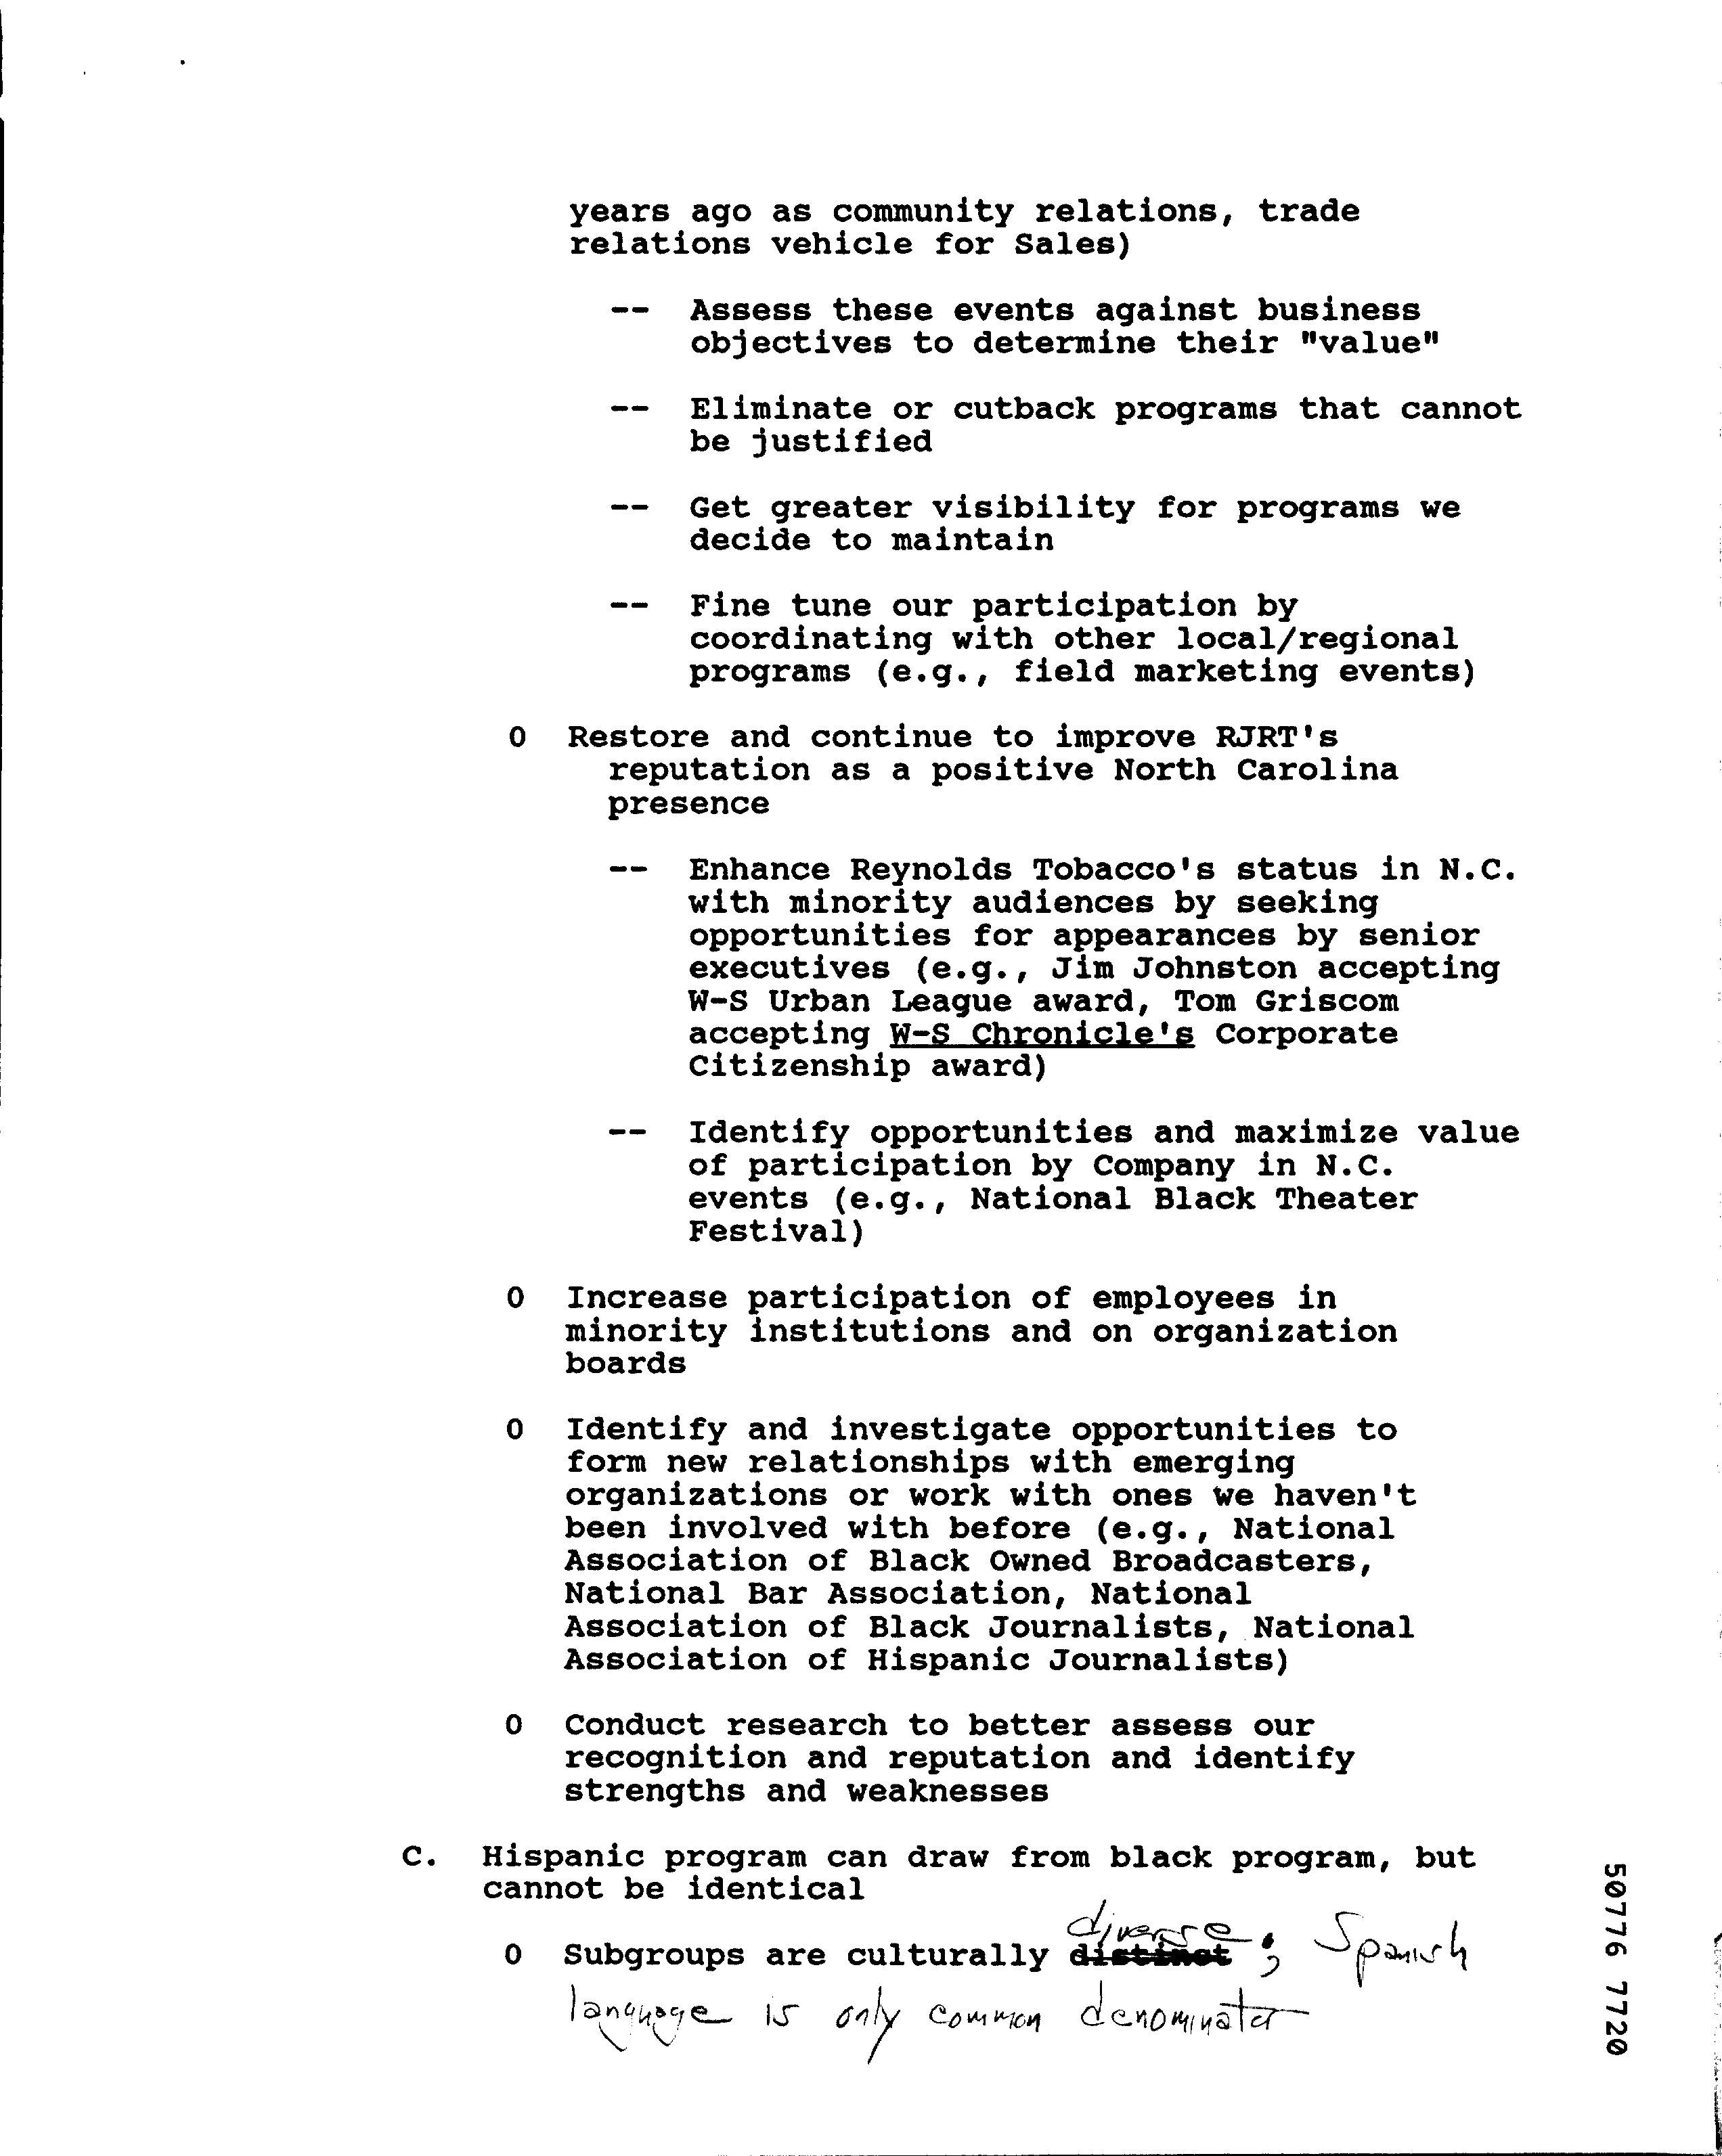 years ago as community relations, trade
relations vehicle for Sales)
-- Assess these events against business
objectives to determine their "value"
-- Eliminate or cutback programs that cannot
be justified
-- Get greater visibility for programs we
decide to maintain
-- Fine tune our participation by
coordinating with other local/regional
programs (e.g., field marketing events)
O Restore and continue to improve RJRT's
reputation as a positive North Carolina
presence
-- Enhance Reynolds Tobacco's status in N.C.
with minority audiences by seeking
opportunities for appearances by senior
executives (e.g., Jim Johnston accepting
W-S Urban League award, Tom Griscom
accepting W-S Chronicle's Corporate
Citizenship award)
-- Identify opportunities and maximize value
of participation by Company in N.C.
events (e.g., National Black Theater
Festival)
O Increase participation of employees in
minority institutions and on organization
boards
O Identify and investigate opportunities to
form new relationships with emerging
organizations or work with ones we haven't
been involved with before (e.g., National
Association of Black Owned Broadcasters,
National Bar Association, National
Association of Black Journalists, National
Association of Hispanic Journalists)
O Conduct research to better assess our
recognition and reputation and identify
strengths and weaknesses
C. Hispanic program can draw from black program, but
cannot be identical
diverse
O Subgroups are culturally distinct ; Spanish
language is only common denominator
50776 7720